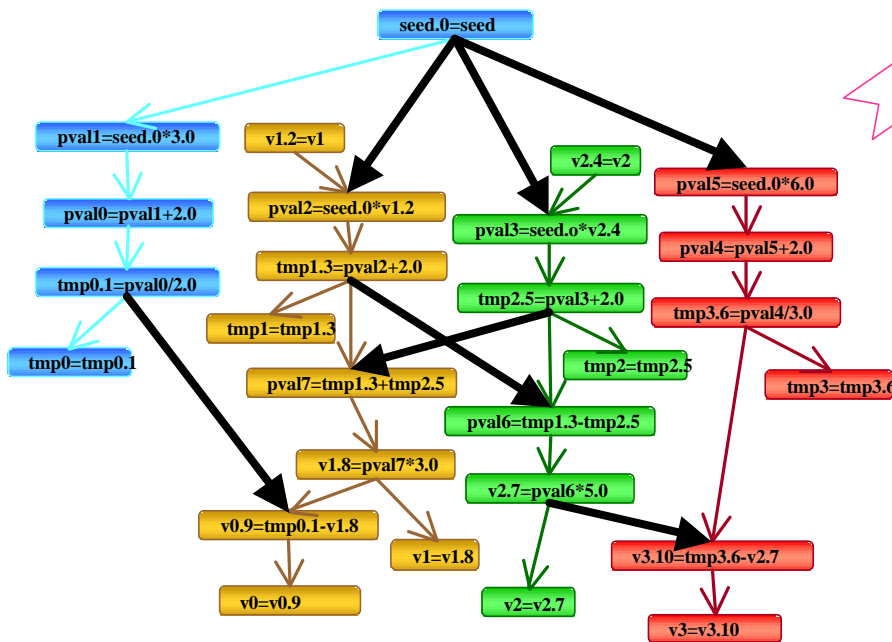 seed.0=seed
pval1=seed.0*3.0
v1.2=v1
v2.4=v2
pval5=seed.0*6.0
pval2=seed.0*v1.2
pval0=pval1+2.0
pval3=seed.o*v2.4
pval4=pval5+2.0
tmp1.3=pval2+2.0
tmp0.1=pval0/2.0
tmp2.5=pval3+2.0
tmp3.6=pval4/3.0
tmp1=tmp1.3
tmp0=tmp0.1
tmp2=tmp2.5
pval7=tmp1.3+tmp2.5
tmp3=tmp3.6
pval6=tmp1.3-tmp2.5
v1.8=pval7*3.0
v2.7=pval6*5.0
v0.9=tmp0.1-v1.8
v1=v1.8
v3.10=tmp3.6-v2.7
v0=v0.9
v2=v2.7
v3=v3.10